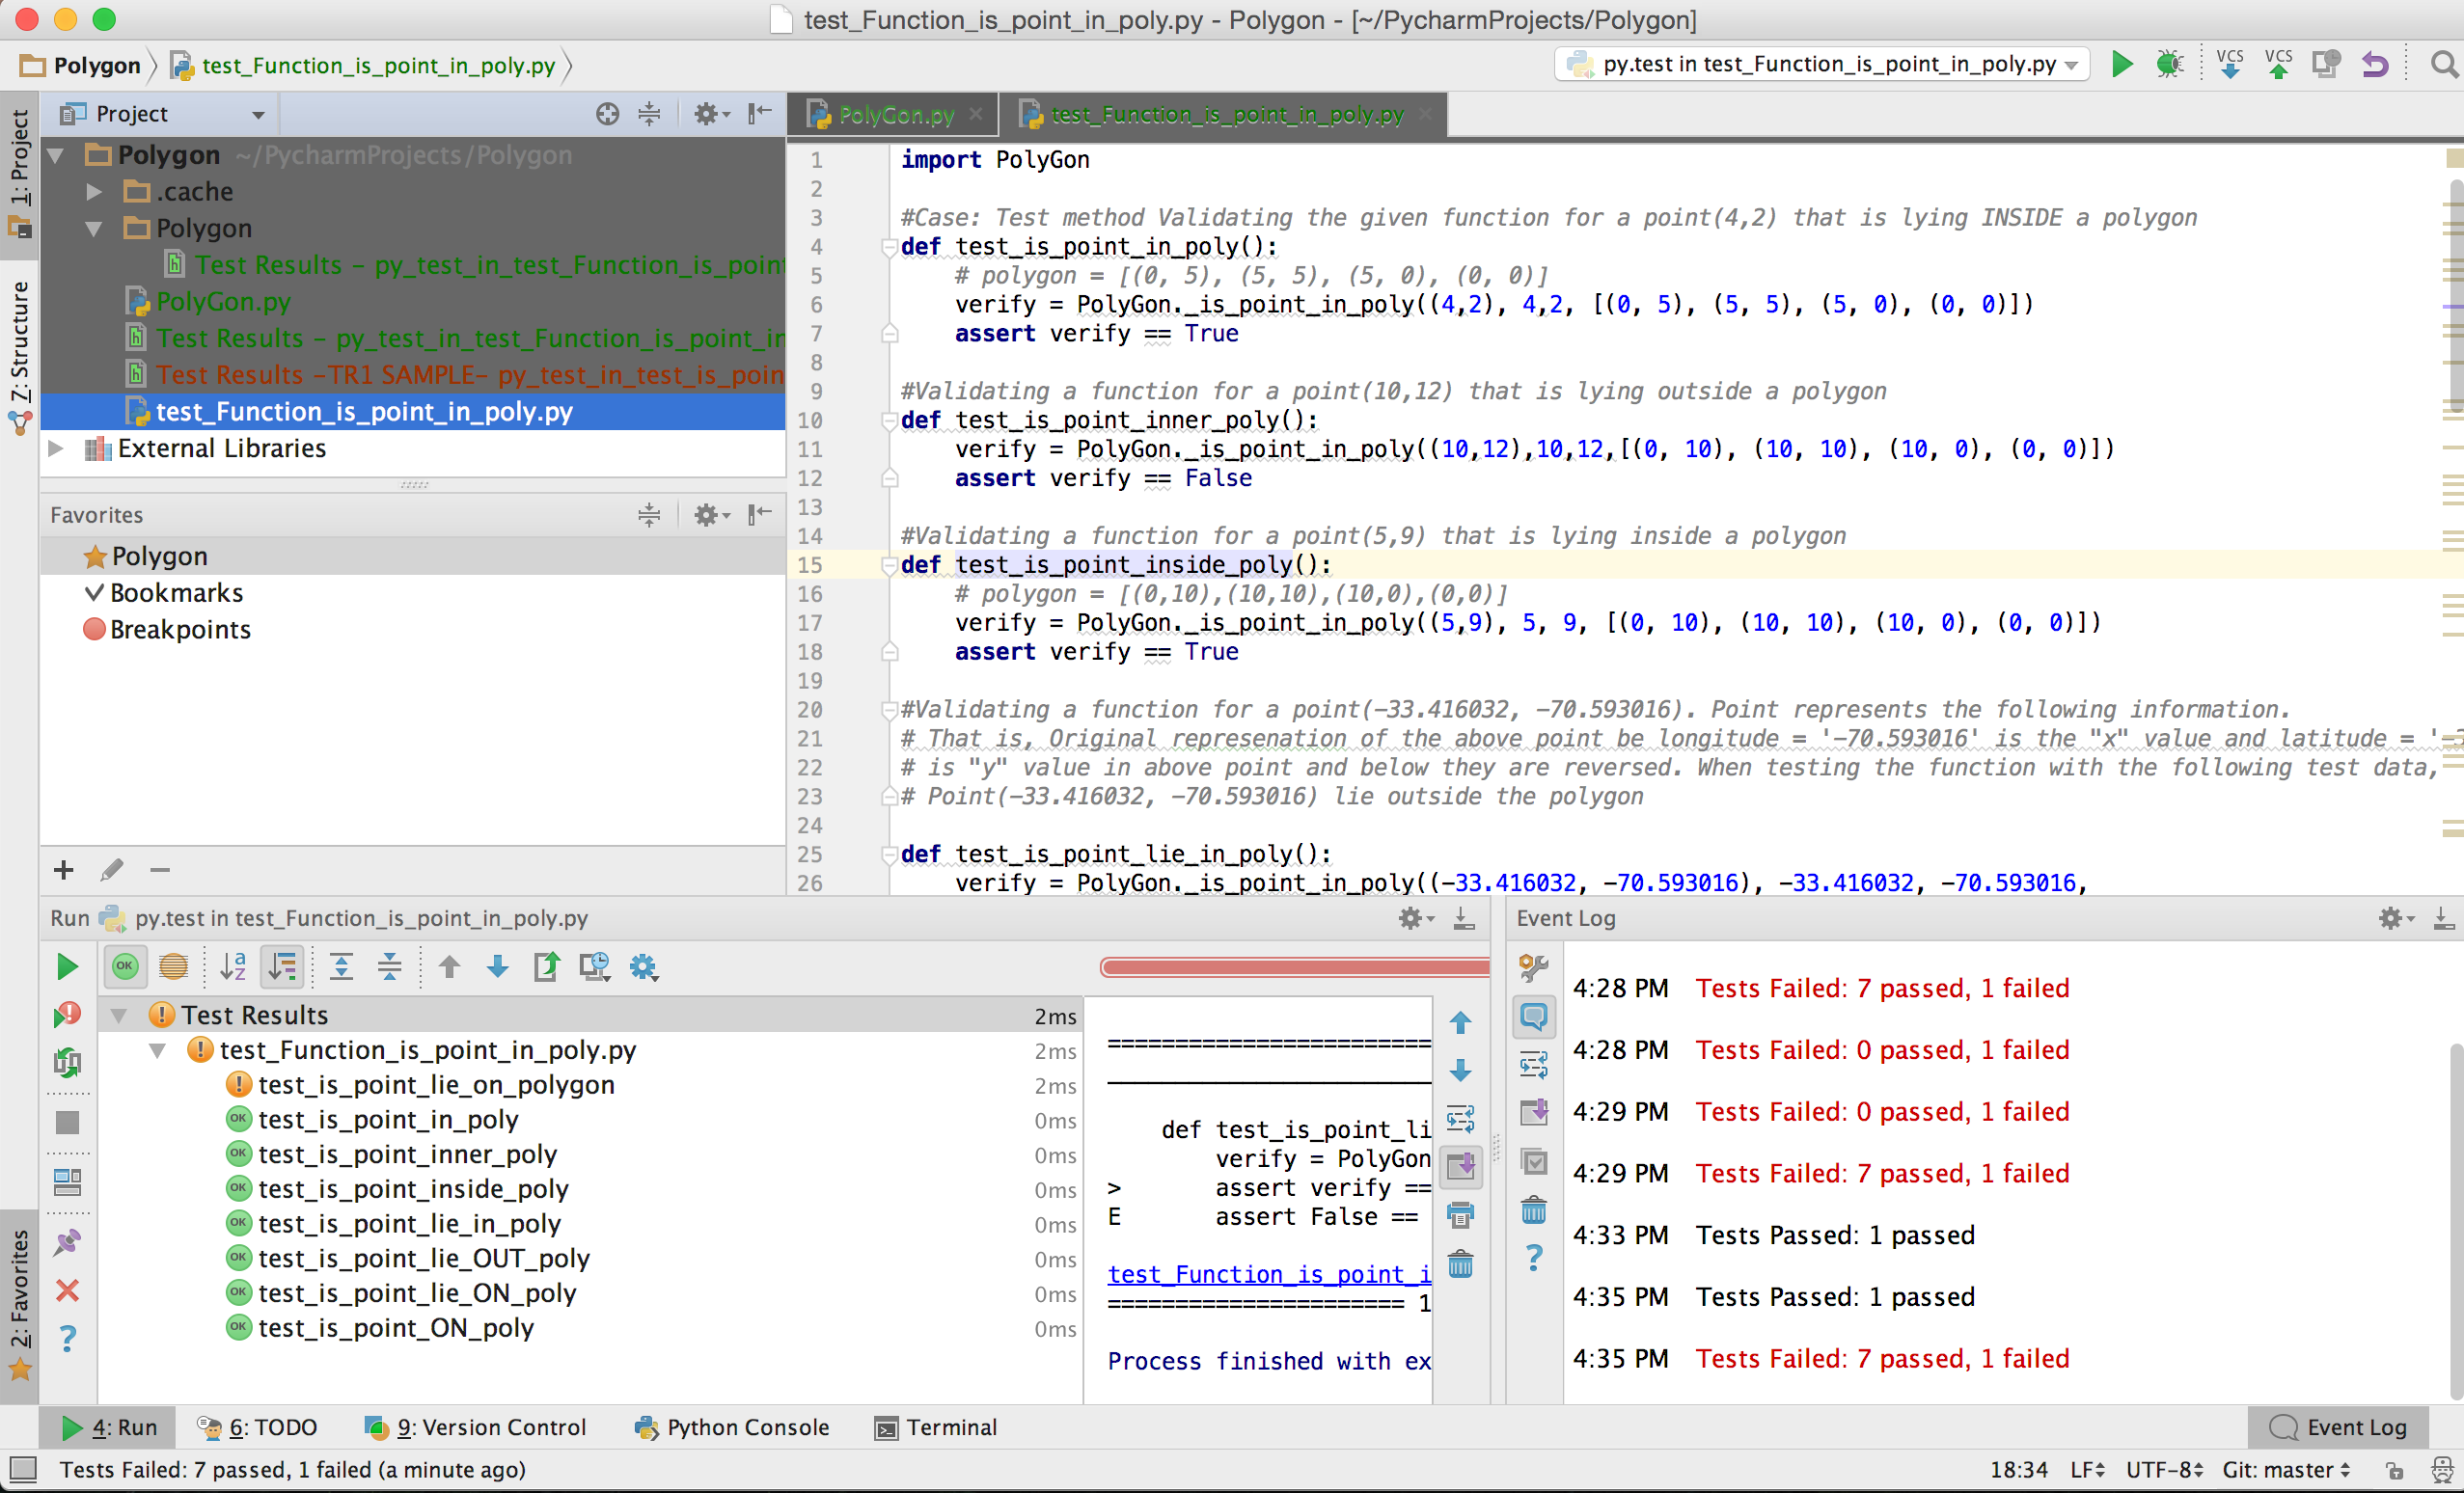 test_Function_is_point_in_poly.py - Polygon - [~/PycharmProjects/Polygon]
Polygon test_Function_is_point_in_poly.py
py.test in test_Function_is_point_in_poly.py
VCS VCS
1: Project
7: Structure
2: Favorites
Project
Polygon ~/PycharmProjects/Polygon
.cache
Polygon
Test Results - py_test_in_test_Function_is_point
PolyGon.py
Test Results - py_test_in_test_Function_is_point_in
Test Results -TR1 SAMPLE- py_test_in_test_is_poin
test_Function_is_point_in_poly.py
External Libraries
Favorites
Polygon
Bookmarks
Breakpoints
PolyGon.py test_Function_is_point_in_poly.py
1 import PolyGon
2
3 #Case: Test method Validating the given function for a point(4,2) that is lying INSIDE a polygon
4 def test_is_point_in_poly():
5 # polygon = [(0, 5), (5, 5), (5, 0), (0, 0)]
6 verify = PolyGon._is_point_in_poly((4,2), 4,2, [(0, 5), (5, 5), (5, 0), (0, 0)])
7 assert verify == True
8
9 #Validating a function for a point(10,12) that is lying outside a polygon
10 def test_is_point_inner_poly():
11 verify = PolyGon._is_point_in_poly((10,12),10,12,[(0, 10), (10, 10), (10, 0), (0, 0)])
12 assert verify == False
13
14 #Validating a function for a point(5,9) that is lying inside a polygon
15 def test_is_point_inside_poly():
16 # polygon = [(0,10),(10,10),(10,0),(0,0)]
17 verify = PolyGon._is_point_in_poly((5,9), 5, 9, [(0, 10), (10, 10), (10, 0), (0, 0)])
18 assert verify == True
19
20 #Validating a function for a point(-33.416032, -70.593016). Point represents the following information.
21 # That is, Original represenation of the above point be longitude = '-70.593016' is the "x" value and latitude = '-3
22 # is "y" value in above point and below they are reversed. When testing the function with the following test data,
23 # Point(-33.416032, -70.593016) lie outside the polygon
24
25 def test_is_point_lie_in_poly():
26 verify = PolyGon._is_point_in_poly((-33.416032, -70.593016), -33.416032, -70.593016,
Run py.test in test_Function_is_point_in_poly.py
Test Results 2ms
test_Function_is_point_in_poly.py 2ms
test_is_point_lie_on_polygon 2ms
OK test_is_point_in_poly 0ms
OK test_is_point_inner_poly 0ms
OK test_is_point_inside_poly 0ms
OK test_is_point_lie_in_poly 0ms
OK test_is_point_lie_OUT_poly 0ms
OK test_is_point_lie_ON_poly 0ms
OK test_is_point_ON_poly 0ms
========================
def test_is_point_li
verify = PolyGon
> assert verify ==
E assert False ==
test_Function_is_point_i
====================== 1
Process finished with ex
Event Log
4:28 PM Tests Failed: 7 passed, 1 failed
4:28 PM Tests Failed: 0 passed, 1 failed
4:29 PM Tests Failed: 0 passed, 1 failed
4:29 PM Tests Failed: 7 passed, 1 failed
4:33 PM Tests Passed: 1 passed
4:35 PM Tests Passed: 1 passed
4:35 PM Tests Failed: 7 passed, 1 failed
4: Run 6: TODO 9: Version Control Python Console Terminal Event Log
Tests Failed: 7 passed, 1 failed (a minute ago) 18:34 LF UTF-8 Git: master